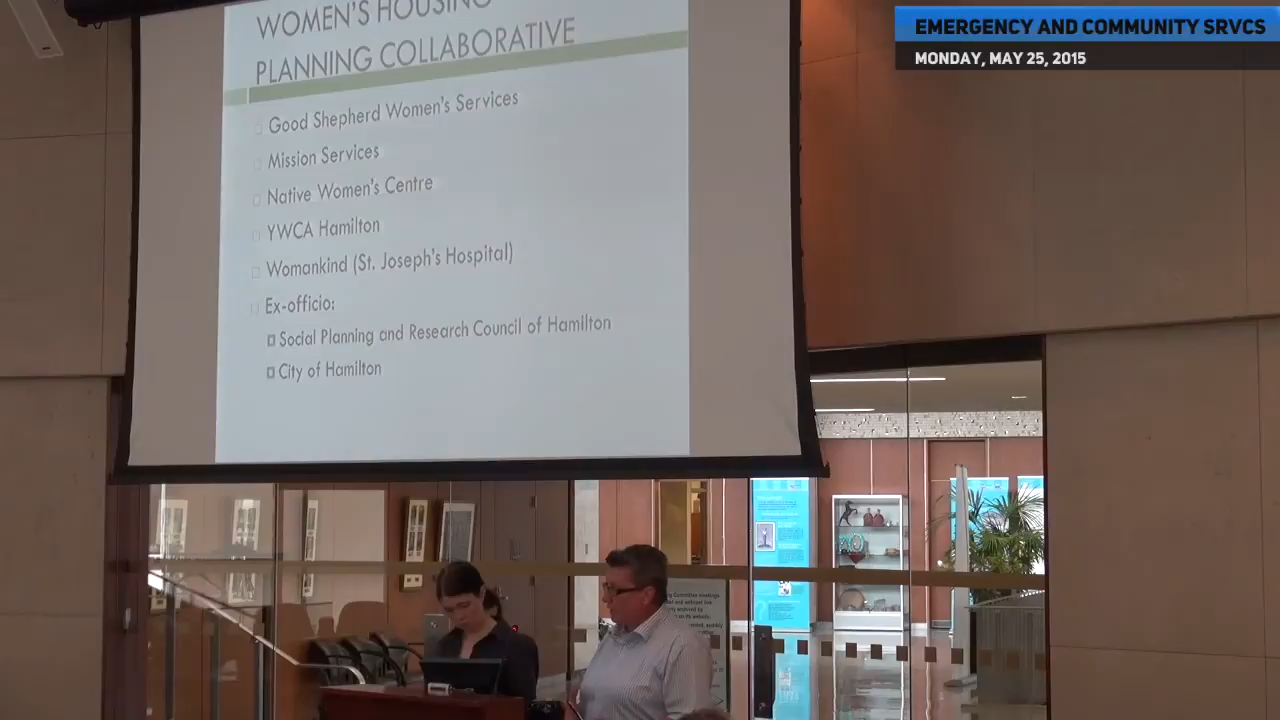 EMERGENCY AND COMMUNITY SRVCS
MONDAY, MAY 25, 2015
WOMEN'S HOUSING
PLANNING COLLABORATIVE
Good Shepherd Women's Services
Mission Services
Native Women's Centre
YWCA Hamilton
Womankind (St. Joseph's Hospital)
Ex-officio:
Social Planning and Research Council of Hamilton
City of Hamilton
Committee meetings